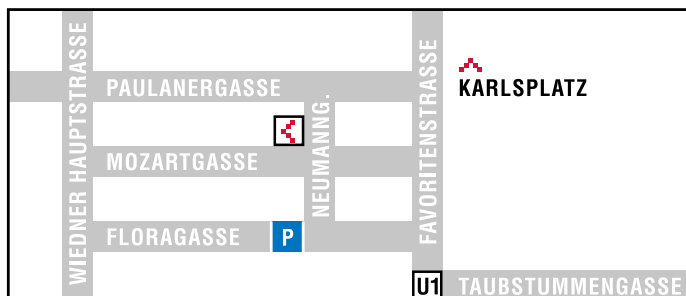 WIEDNER HAUPTSTRASSE
PAULANERGASSE
MOZARTGASSE
FLORAGASSE
P
NEUMANNG.
FAVORITENSTRASSE
KARLSPLATZ
U1
TAUBSTUMMENGASSE